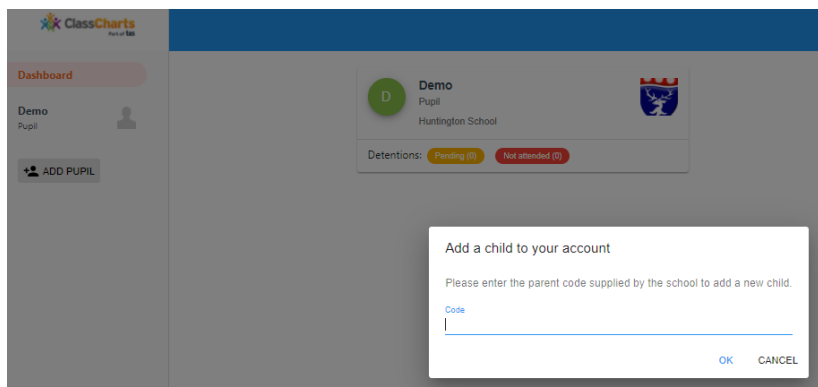 ClassCharts
Part of tes
Dashboard
Demo
Pupil
ADD PUPIL
D
Demo
Pupil
Huntington School
Detentions: Pending (0) Not attended (0)
Add a child to your account
Please enter the parent code supplied by the school to add a new child.
Code
OK CANCEL